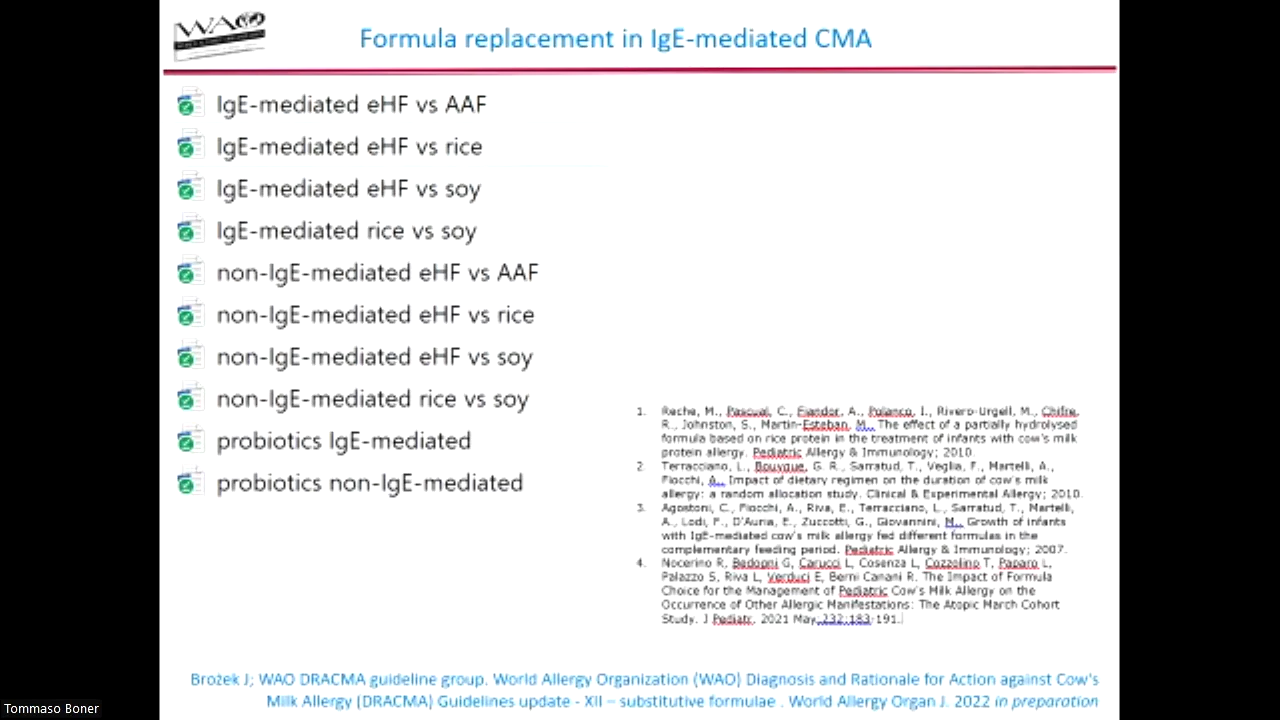 WAO
Formula replacement in IgE-mediated CMA
IgE-mediated eHF vs AAF
IgE-mediated eHF vs rice
IgE-mediated eHF vs soy
IgE-mediated rice vs soy
non-IgE-mediated eHF vs AAF
non-IgE-mediated eHF vs rice
non-IgE-mediated eHF vs soy
non-IgE-mediated rice vs soy
probiotics IgE-mediated
probiotics non-IgE-mediated
1. Reche, M., Pascual, C., Fiandor, A., Polanco, I., Rivero-Urgell, M., Chifre,
R., Johnston, S., Martin-Esteban, M., The effect of a partially hydrolysed
formula based on rice protein in the treatment of infants with cow's milk
protein allergy. Pediatric Allergy & Immunology; 2010.
2. Terracciano, L., Bouygue, G. R., Sarratud, T., Veglia, F., Martelli, A.,
Fiocchi, A., Impact of dietary regimen on the duration of cow's milk
allergy: a random allocation study. Clinical & Experimental Allergy; 2010.
3. Agostoni, C., Fiocchi, A., Riva, E., Terracciano, L., Sarratud, T., Martelli,
A., Lodi, F., D'Auria, E., Zuccotti, G., Giovannini, M., Growth of infants
with IgE-mediated cow's milk allergy fed different formulas in the
complementary feeding period. Pediatric Allergy & Immunology; 2007.
4. Nocerino R, Bedogni G, Carucci L, Cosenza L, Cozzolino T, Paparo L,
Palazzo S, Riva L, Verduci E, Berni Canani R. The Impact of Formula
Choice for the Management of Pediatric Cow's Milk Allergy on the
Occurrence of Other Allergic Manifestations: The Atopic March Cohort
Study. J Pediatr. 2021 May;232:183-191.
Brożek J; WAO DRACMA guideline group. World Allergy Organization (WAO) Diagnosis and Rationale for Action against Cow's
Milk Allergy (DRACMA) Guidelines update - XII – substitutive formulae . World Allergy Organ J. 2022 in preparation
Tommaso Boner